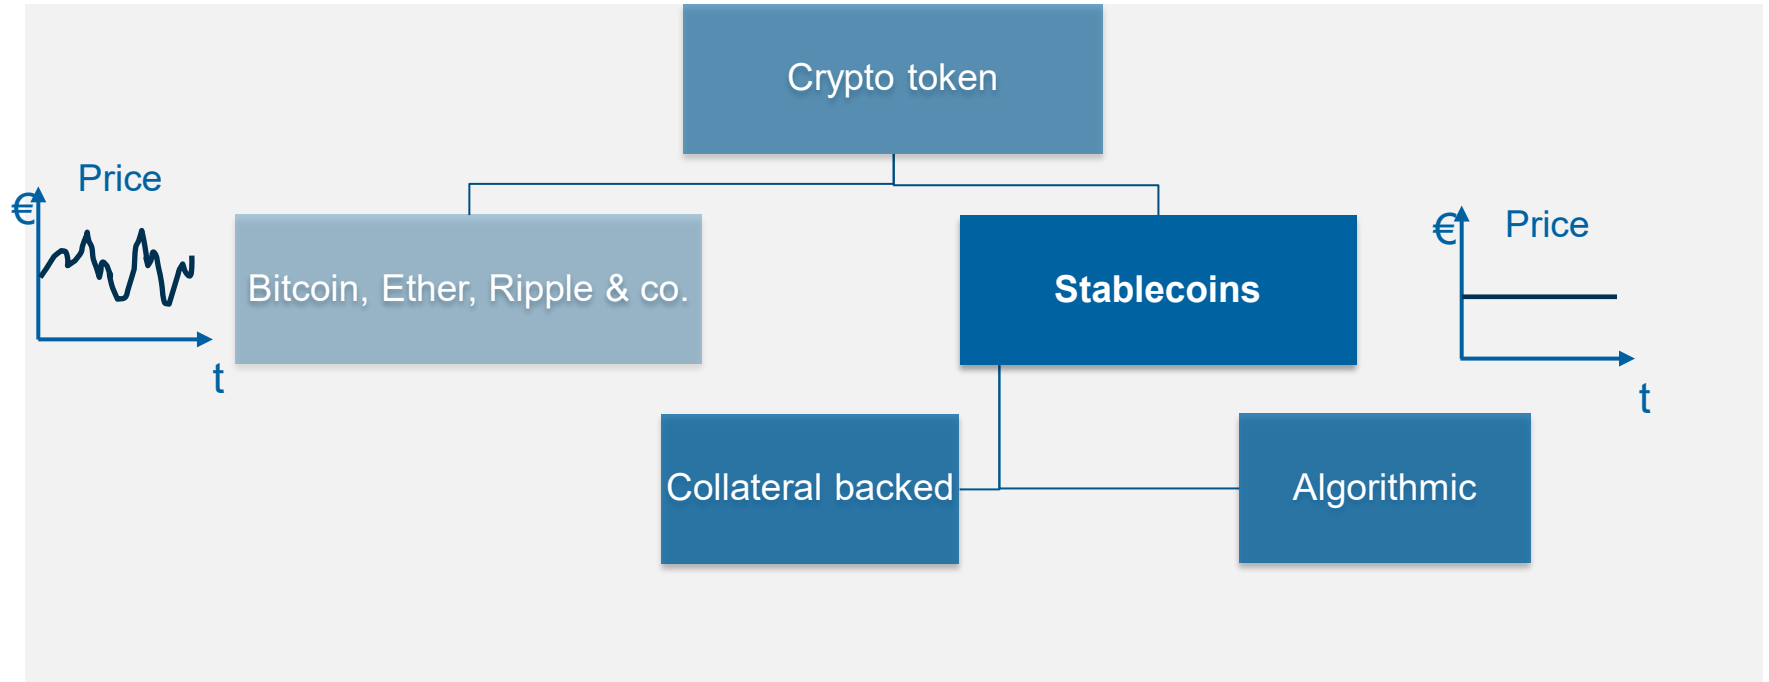 Crypto token
Price
€
t
Bitcoin, Ether, Ripple & co.
Stablecoins
€
Price
t
Collateral backed
Algorithmic